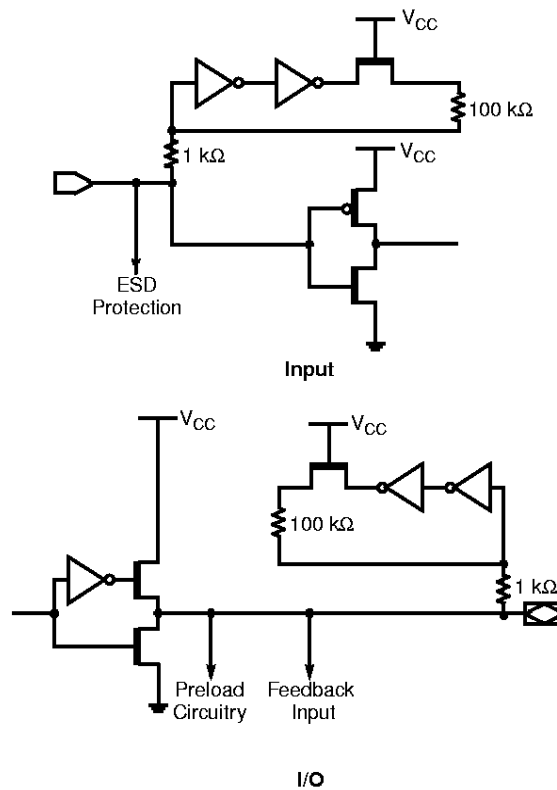 VCC
100 kΩ
1 kΩ
VCC
ESD
Protection
Input
VCC
VCC
100 kΩ
1 kΩ
Preload
Circuitry
Feedback
Input
I/O